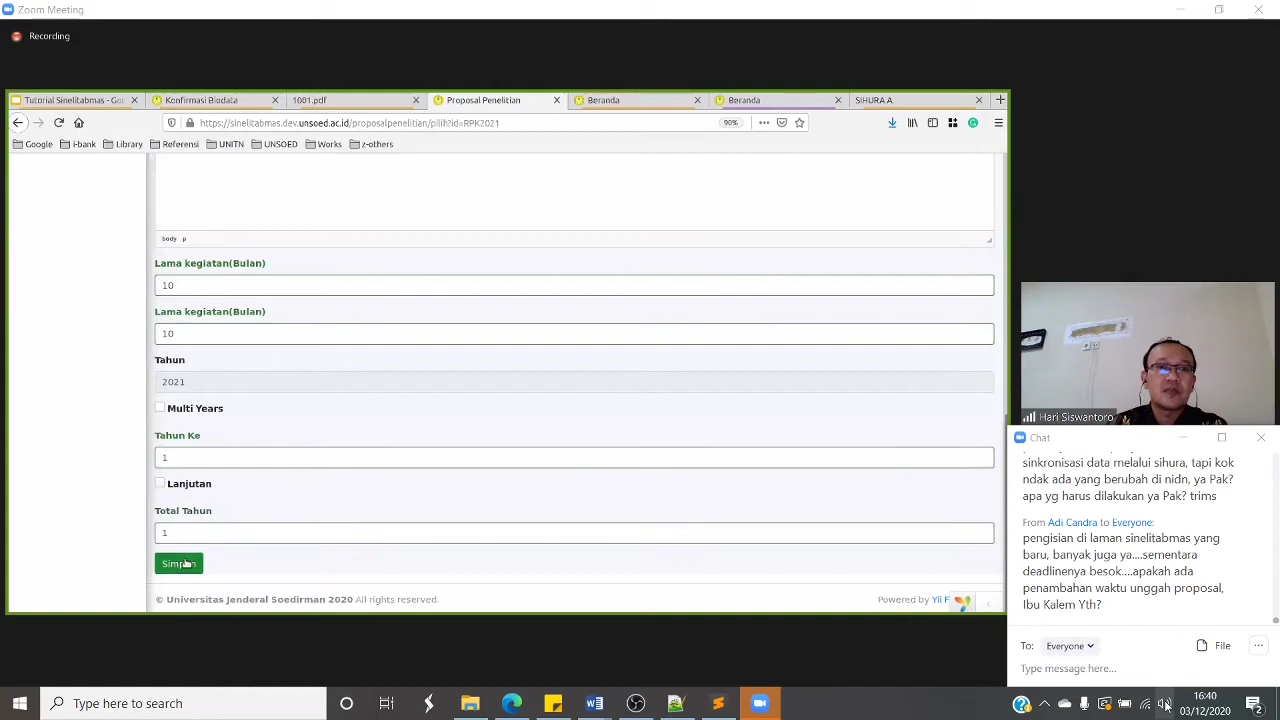 Zoom Meeting
Recording
Tutorial Sinelitabmas - Go
Konfirmasi Biodata
1001.pdf
Proposal Penelitian
Beranda
Beranda
SIHURA A.
https://sinelitabmas.dev.unsoed.ac.id/proposalpenelitian/pilih?id=RPK2021
90%
Google
i-bank
Library
Referensi
UNITN
UNSOED
Works
z-others
body p
Lama kegiatan(Bulan)
10
Lama kegiatan(Bulan)
10
Tahun
2021
Multi Years
Tahun Ke
1
Lanjutan
Total Tahun
1
Simpan
© Universitas Jenderal Soedirman 2020 All rights reserved.
Powered by Yii F
Hari Siswantoro
Chat
sinkronisasi data melalui sihura, tapi kok
ndak ada yang berubah di nidn, ya Pak?
apa yg harus dilakukan ya Pak? trims
From Adi Candra to Everyone:
pengisian di laman sinelitabmas yang
baru, banyak juga ya....sementara
deadlinenya besok....apakah ada
penambahan waktu unggah proposal,
Ibu Kalem Yth?
To: Everyone
File
Type message here...
Type here to search
16:40
03/12/2020
2